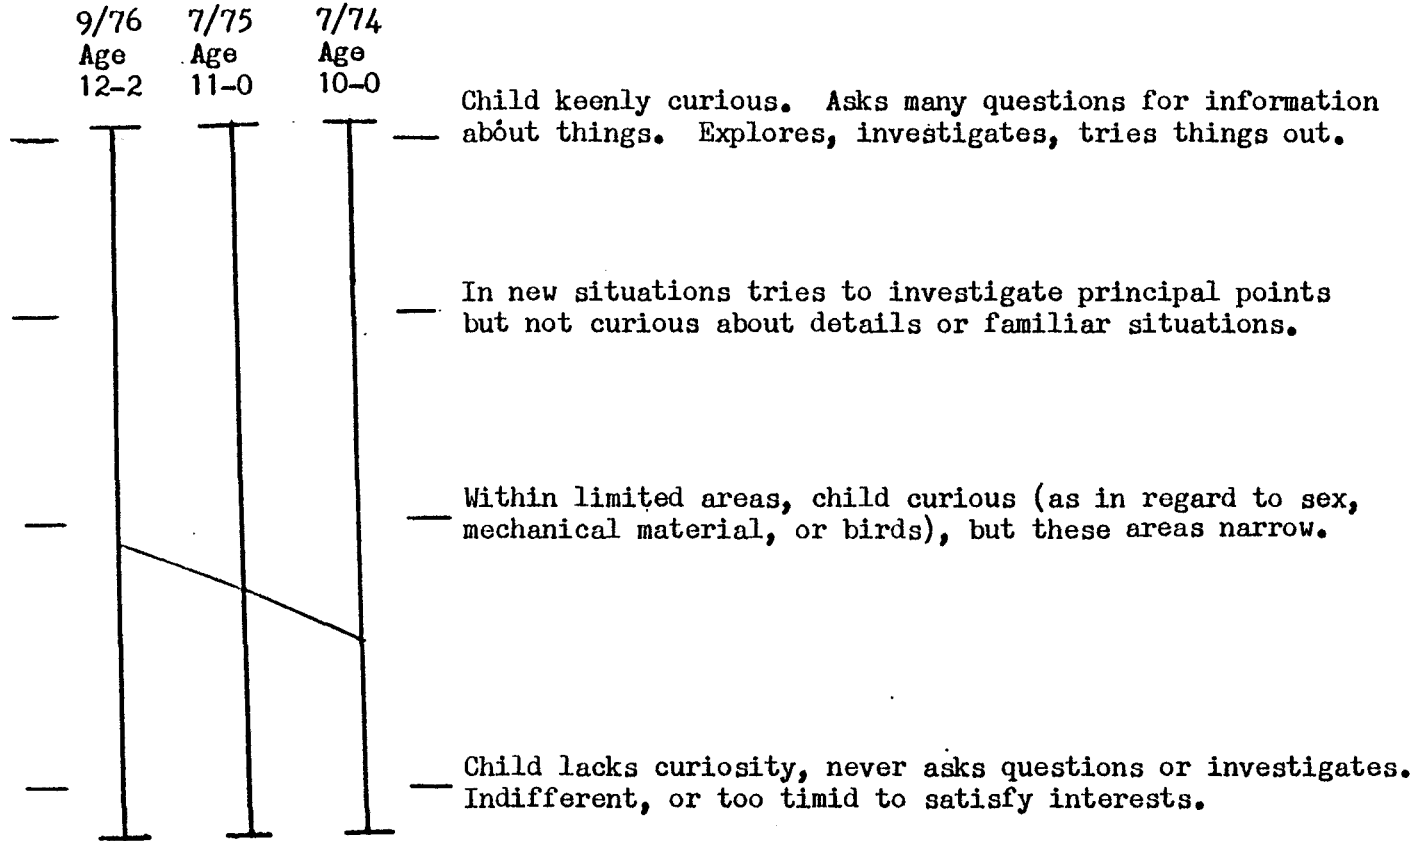 9/76 7/75 7/74
Age Age Age
12-2 11-0 10-0
Child keenly curious. Asks many questions for information
about things. Explores, investigates, tries things out.
In new situations tries to investigate principal points
but not curious about details or familiar situations.
Within limited areas, child curious (as in regard to sex,
mechanical material, or birds), but these areas narrow.
Child lacks curiosity, never asks questions or investigates.
Indifferent, or too timid to satisfy interests.